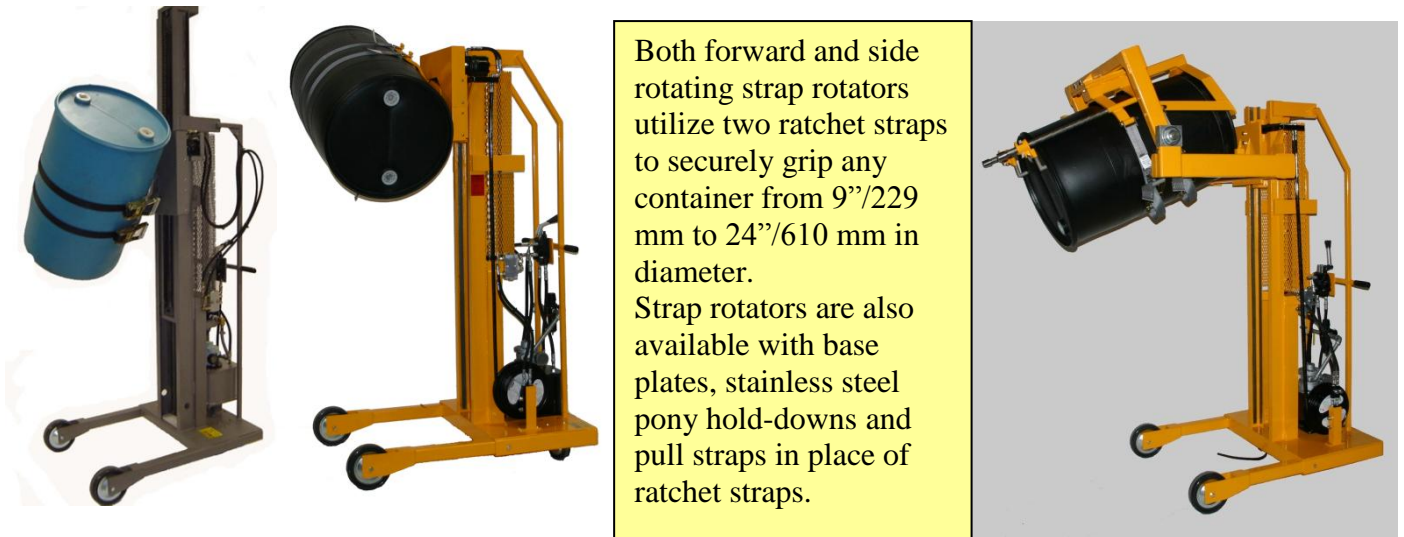 Both forward and side
rotating strap rotators
utilize two ratchet straps
to securely grip any
container from 9”/229
mm to 24”/610 mm in
diameter.
Strap rotators are also
available with base
plates, stainless steel
pony hold-downs and
pull straps in place of
ratchet straps.